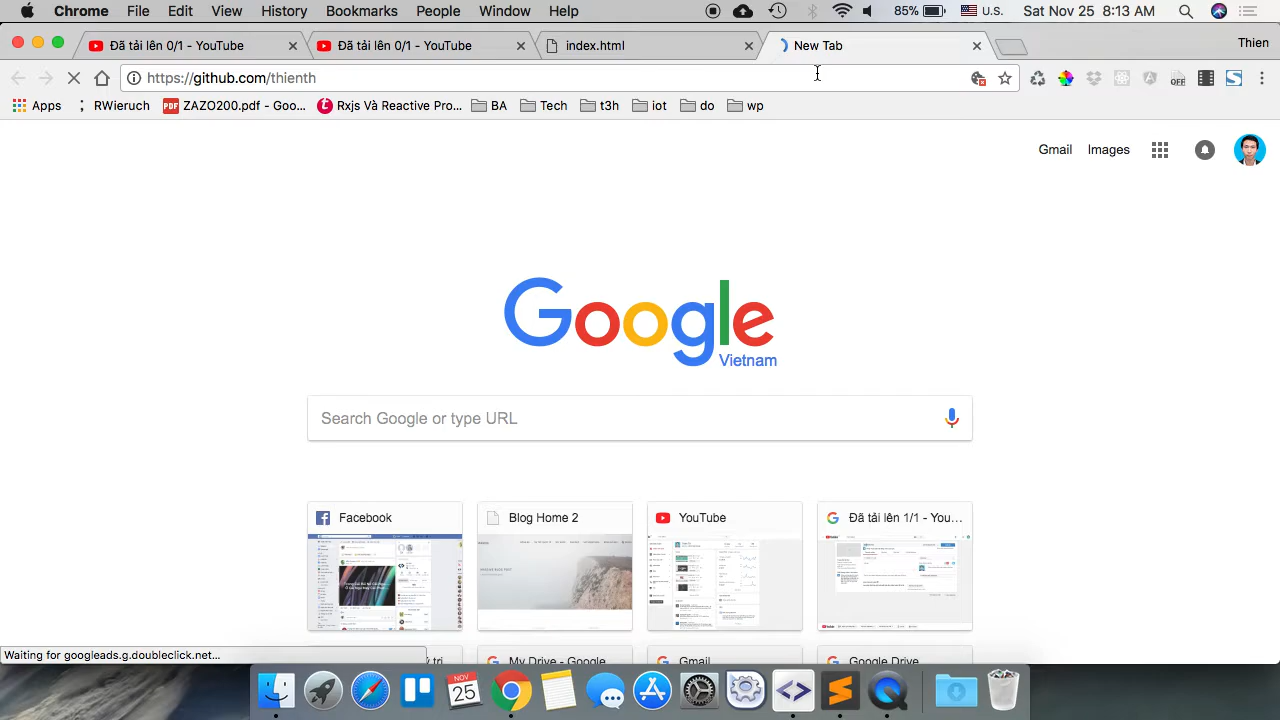 Chrome File Edit View History Bookmarks People Window Help 85% U.S. Sat Nov 25 8:13 AM
Đã tải lên 0/1 - YouTube Đã tải lên 0/1 - YouTube index.html New Tab Thien
https://github.com/thienth OFF
Apps RWieruch PDF ZAZO200.pdf - Goo... Rxjs Và Reactive Pro... BA Tech t3h iot do wp
Gmail Images
Google
Vietnam
Search Google or type URL
Facebook Blog Home 2 YouTube Đã tải lên 1/1 - You...
My Drive - Google Gmail Google Drive
Waiting for googleads.g.doubleclick.net...
NOV
25